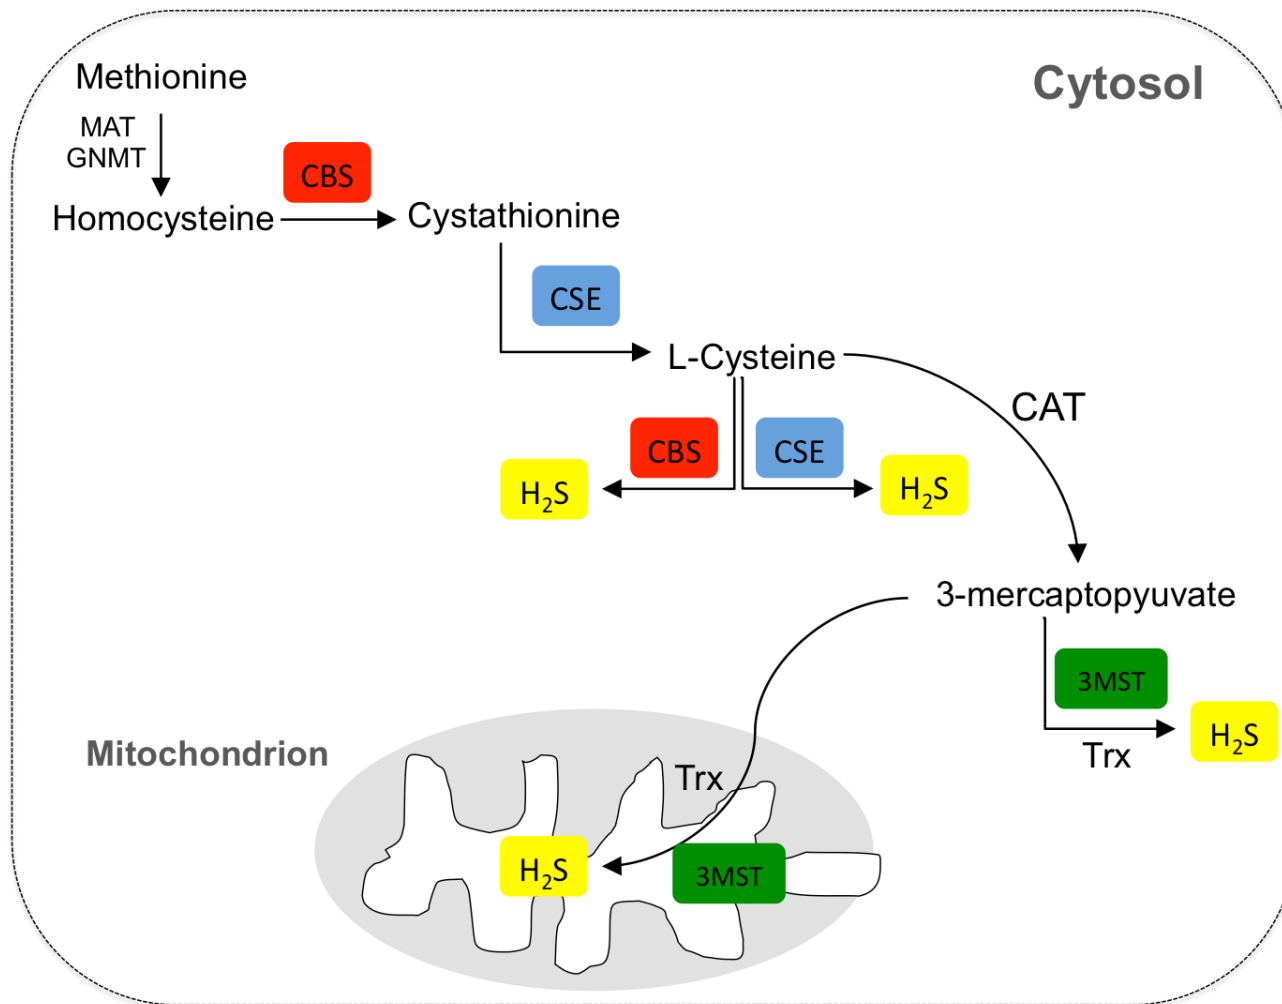 Methionine
Cytosol
MAT
GNMT
CBS
Homocysteine
Cystathionine
CSE
L-Cysteine
CAT
CBS
CSE
H₂S
H₂S
3-mercaptopyuvate
3MST
H₂S
Trx
Mitochondrion
Trx
H₂S
3MST